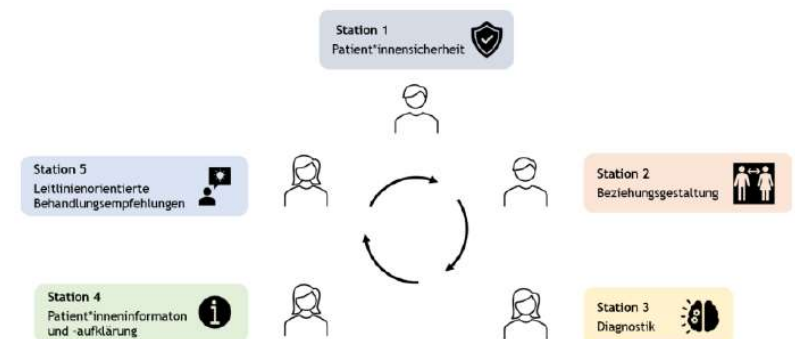 Station 1
Patient*innensicherheit
Station 2
Beziehungsgestaltung
Station 3
Diagnostik
Station 4
Patient*inneninformaton
und -aufklärung
Station 5
Leitlinienorientierte
Behandlungsempfehlungen